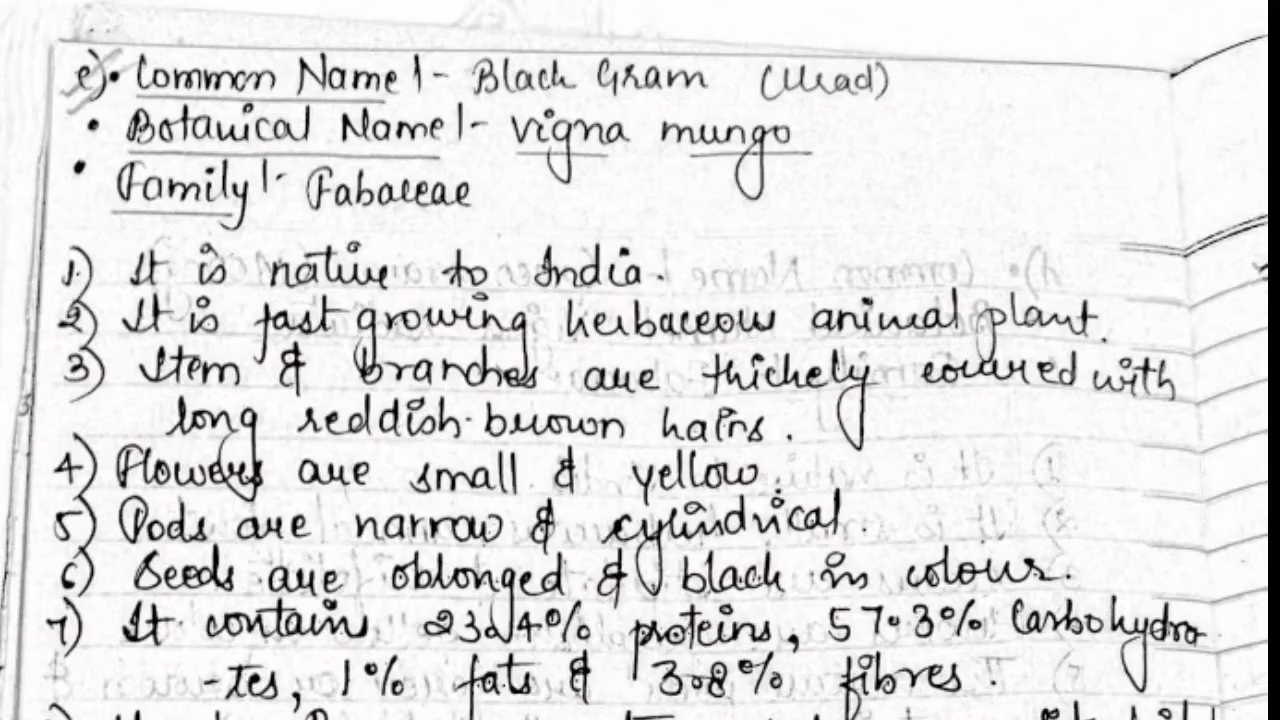 e)• Common Name :- Black Gram (Urad)
• Botanical Name :- Vigna mungo
• Family :- Fabaceae
1) It is native to India.
2) It is fast growing herbaceous animal plant.
3) Stem & branches are thickely covered with
long reddish-brown hairs.
4) Flowers are small & yellow.
5) Pods are narrow & cylindrical.
6) Seeds are oblonged & black in colour.
7) It contains 23.4% proteins, 57.3% Carbohydra
-tes, 1% fats & 3.8% fibres.